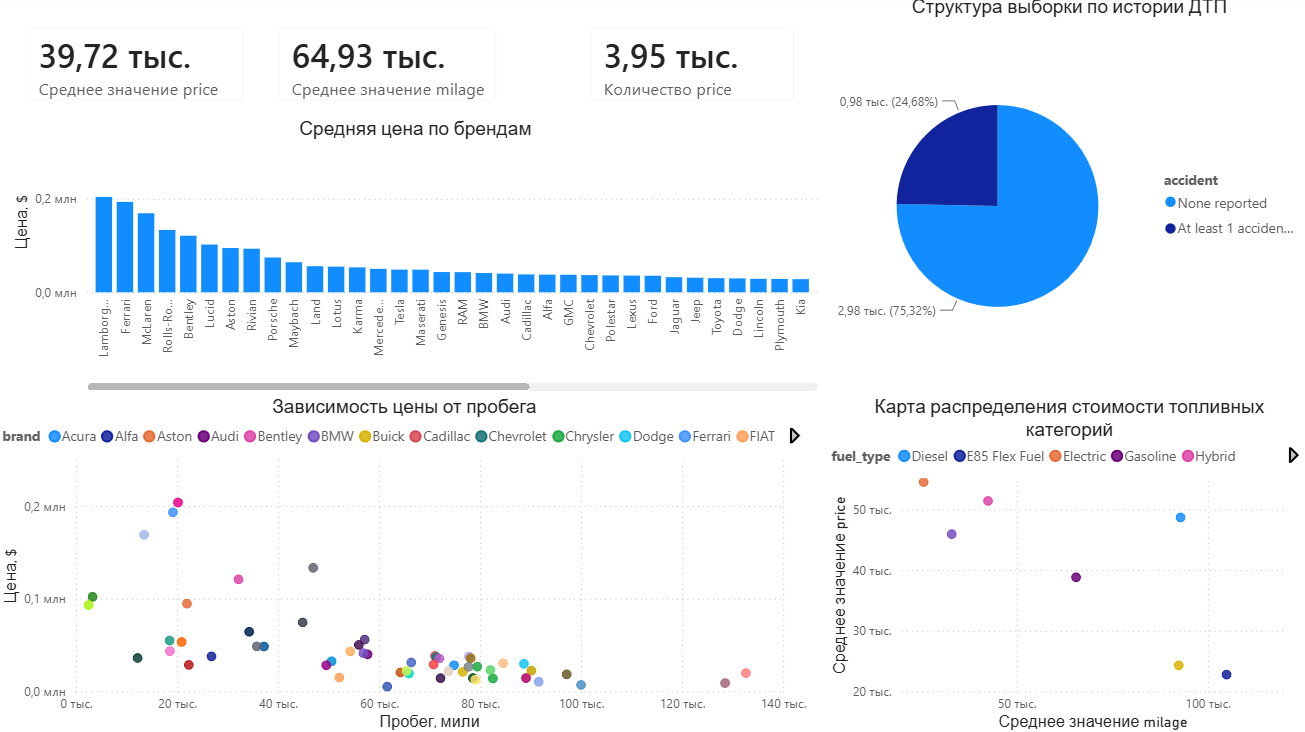 Структура выборки по истории ДТП
39,72 тыс.
Среднее значение price
64,93 тыс.
Среднее значение milage
3,95 тыс.
Количество price
Средняя цена по брендам
Цена, $
0,2 млн
0,0 млн
Lamborg...
Ferrari
McLaren
Rolls-Ro...
Bentley
Lucid
Aston
Rivian
Porsche
Maybach
Land
Lotus
Karma
Mercede...
Tesla
Maserati
Genesis
RAM
BMW
Audi
Cadillac
Alfa
GMC
Chevrolet
Polestar
Lexus
Ford
Jaguar
Jeep
Toyota
Dodge
Lincoln
Plymouth
Kia
0,98 тыс. (24,68%)
2,98 тыс. (75,32%)
accident
None reported
At least 1 acciden...
Зависимость цены от пробега
brand Acura Alfa Aston Audi Bentley BMW Buick Cadillac Chevrolet Chrysler Dodge Ferrari FIAT
Цена, $
0,2 млн
0,1 млн
0,0 млн
0 тыс. 20 тыс. 40 тыс. 60 тыс. 80 тыс. 100 тыс. 120 тыс. 140 тыс.
Пробег, мили
Карта распределения стоимости топливных
категорий
fuel_type Diesel E85 Flex Fuel Electric Gasoline Hybrid
Среднее значение price
50 тыс.
40 тыс.
30 тыс.
20 тыс.
50 тыс. 100 тыс.
Среднее значение milage